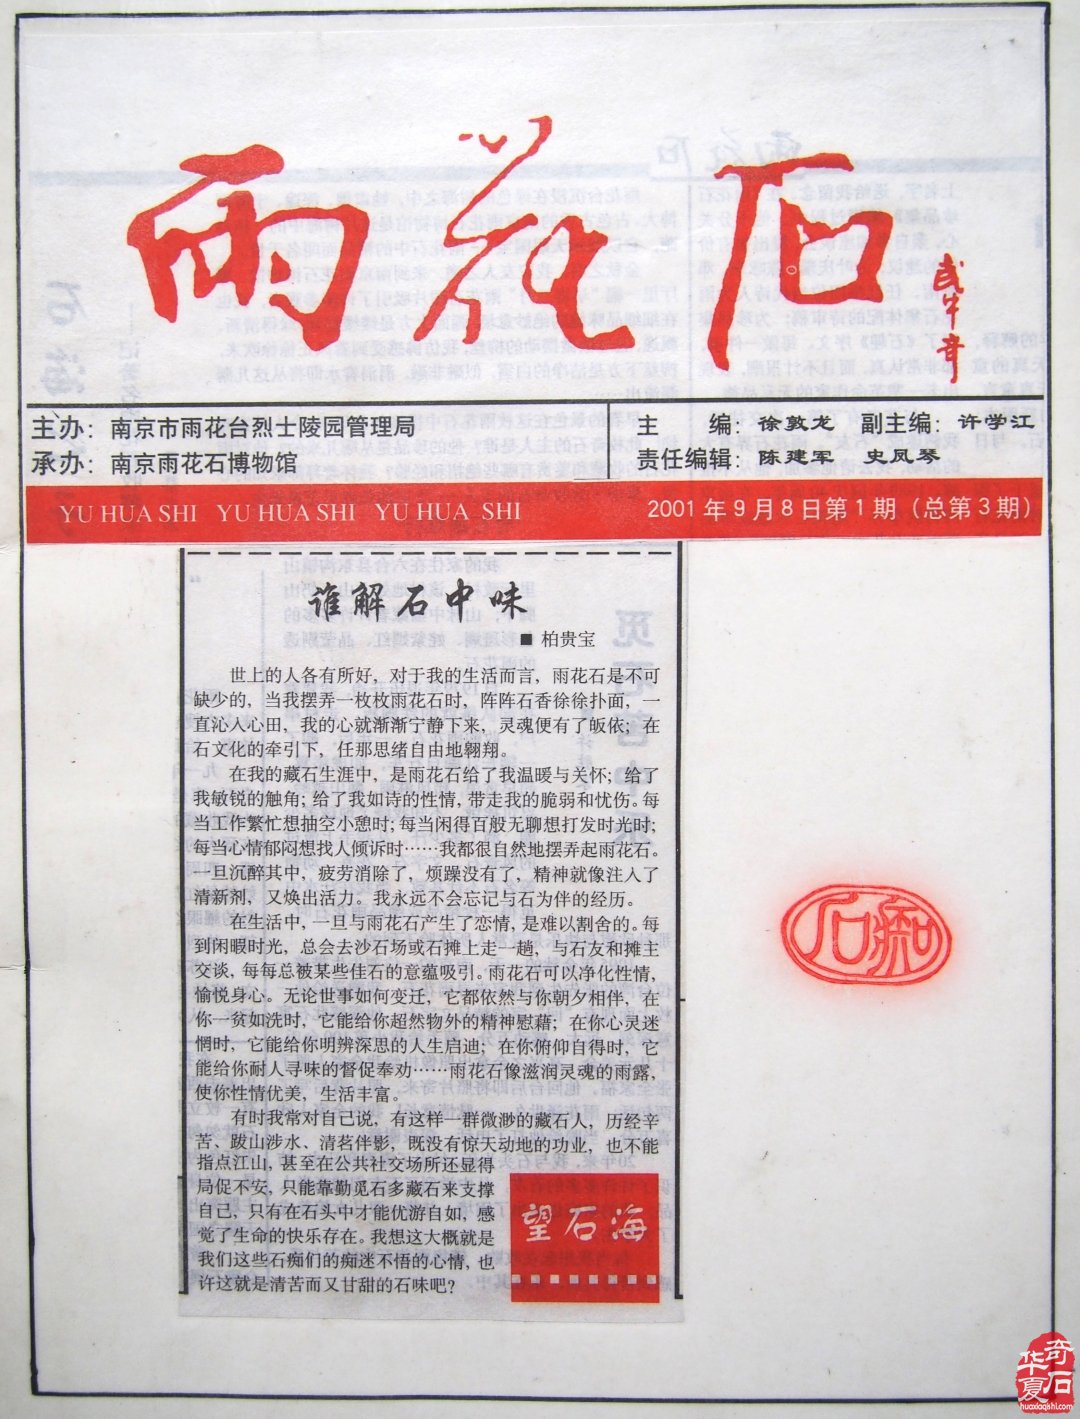 雨花石
武中奇
主办：南京市雨花台烈士陵园管理局
承办：南京雨花石博物馆
主　　编：徐敦龙　副主编：许学江
责任编辑：陈建军　史凤琴
YU HUA SHI　YU HUA SHI　YU HUA SHI
2001年9月8日第1期（总第3期）
谁解石中味
■ 柏贵宝
世上的人各有所好，对于我的生活而言，雨花石是不可
缺少的，当我摆弄一枚枚雨花石时，阵阵石香徐徐扑面，一
直沁人心田，我的心就渐渐宁静下来，灵魂便有了皈依；在
石文化的牵引下，任那思绪自由地翱翔。
在我的藏石生涯中，是雨花石给了我温暖与关怀；给了
我敏锐的触角；给了我如诗的性情，带走我的脆弱和忧伤。每
当工作繁忙想抽空小憩时；每当闲得百般无聊想打发时光时；
每当心情郁闷想找人倾诉时……我都很自然地摆弄起雨花石。
一旦沉醉其中，疲劳消除了，烦躁没有了，精神就像注人了
清新剂，又焕出活力。我永远不会忘记与石为伴的经历。
在生活中，一旦与雨花石产生了恋情，是难以割舍的。每
到闲暇时光，总会去沙石场或石摊上走一趟，与石友和摊主
交谈，每每总被某些佳石的意蕴吸引。雨花石可以净化性情，
愉悦身心。无论世事如何变迁，它都依然与你朝夕相伴，在
你一贫如洗时，它能给你超然物外的精神慰藉；在你心灵迷
惘时，它能给你明辨深思的人生启迪；在你俯仰自得时，它
能给你耐人寻味的督促奉劝……雨花石像滋润灵魂的雨露，
使你性情优美，生活丰富。
有时我常对自己说，有这样一群微渺的藏石人，历经辛
苦、跋山涉水、清茗伴影，既没有惊天动地的功业，也不能
指点江山，甚至在公共社交场所还显得
局促不安，只能靠勤觅石多藏石来支撑
自己，只有在石头中才能优游自如，感
觉了生命的快乐存在。我想这大概就是
我们这些石痴们的痴迷不悟的心情，也
许这就是清苦而又甘甜的石味吧？
望石海
石痴
华夏奇石
huaxiaqishi.com